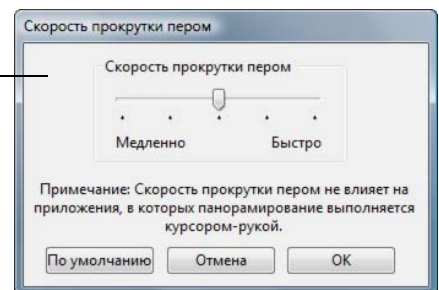 Скорость прокрутки пером
Скорость прокрутки пером
Медленно Быстро
Примечание: Скорость прокрутки пером не влияет на
приложения, в которых панорамирование выполняется
курсором-рукой.
По умолчанию Отмена OK